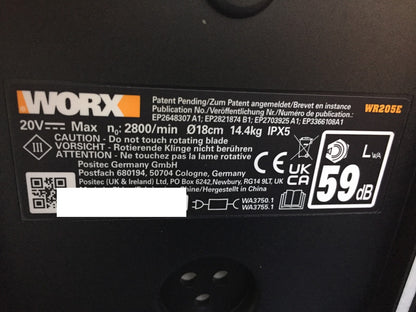 WORX
Patent Pending/Zum Patent angemeldet/Brevet en instance
Publication No./Veröffentlichung Nr./Numéro de publication.:
EP2648307 A1; EP2821874 B1; EP2703925 A1; EP3366108A1
WR205E
20V Max n₀: 2800/min Ø18cm 14.4kg IPX5
CAUTION - Do not touch rotating blade
VORSICHT - Rotierende Klinge nicht berühren
ATTENTION - Ne touchez pas la lame rotative
III
Positec Germany GmbH
Postfach 680194, 50704 Cologne, Germany
Positec (UK & Ireland) Ltd, PO Box 6242, Newbury, RG14 9LT, UK
Made in China/Fabriqué en Chine/Hergestellt in China
WA3750.1
WA3755.1
CE
UK
CA
LWA
59dB